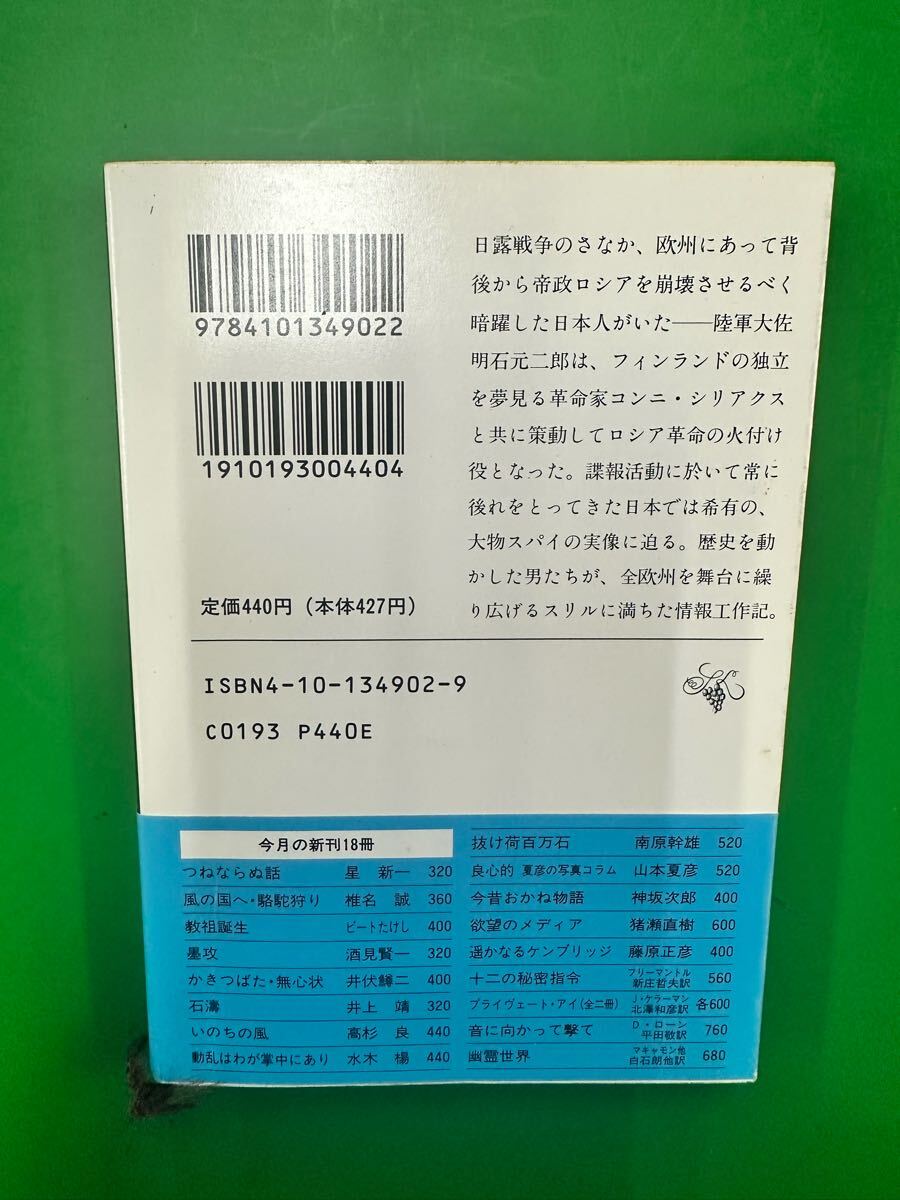 9784101349022
1910193004404
定価440円（本体427円）
日露戦争のさなか、欧州にあって背
後から帝政ロシアを崩壊させるべく
暗躍した日本人がいた――陸軍大佐
明石元二郎は、フィンランドの独立
を夢見る革命家コンニ・シリアクス
と共に策動してロシア革命の火付け
役となった。諜報活動に於いて常に
後れをとってきた日本では希有の、
大物スパイの実像に迫る。歴史を動
かした男たちが、全欧州を舞台に繰
り広げるスリルに満ちた情報工作記。
ISBN4-10-134902-9
C0193 P440E
SK
今月の新刊18冊
つねならぬ話 星 新一 320
風の国へ・駱駝狩り 椎名 誠 360
教祖誕生 ビートたけし 400
墨攻 酒見賢一 320
かきつばた・無心状 井伏鱒二 400
石濤 井上 靖 320
いのちの風 高杉 良 440
動乱はわが掌中にあり 水木 楊 440
抜け荷百万石 南原幹雄 520
良心的 夏彦の写真コラム 山本夏彦 520
今昔おかね物語 神坂次郎 400
欲望のメディア 猪瀬直樹 600
遥かなるケンブリッジ 藤原正彦 400
十二の秘密指令 フリーマントル 新庄哲夫訳 560
プライヴェート・アイ（全二冊） J・ケラーマン 北澤和彦訳 各600
音に向かって撃て D・ローン 平田敬訳 760
幽霊世界 マキャモン他 白石朗他訳 680